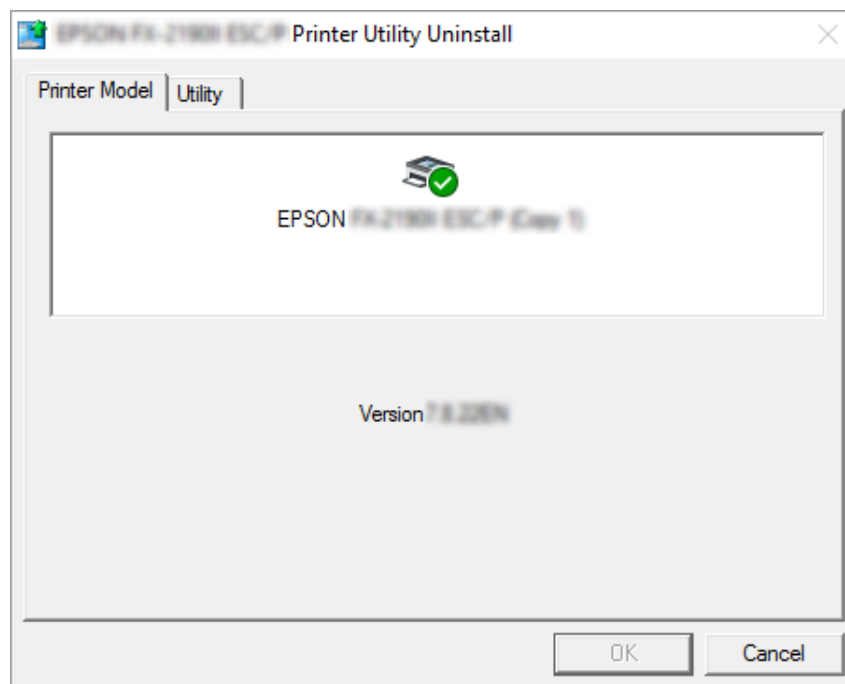 Printer Utility Uninstall
Printer Model
Utility
EPSON
Version
OK
Cancel